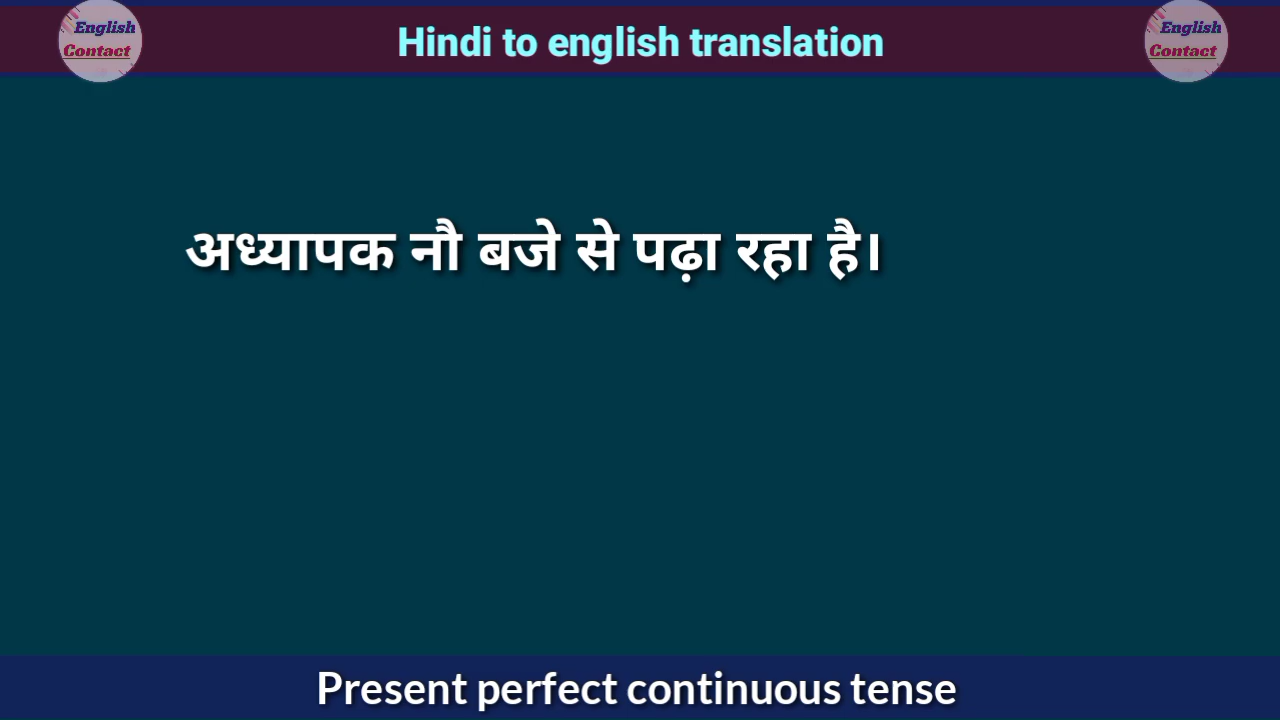 English
Contact
Hindi to english translation
English
Contact
अध्यापक नौ बजे से पढ़ा रहा है।
Present perfect continuous tense